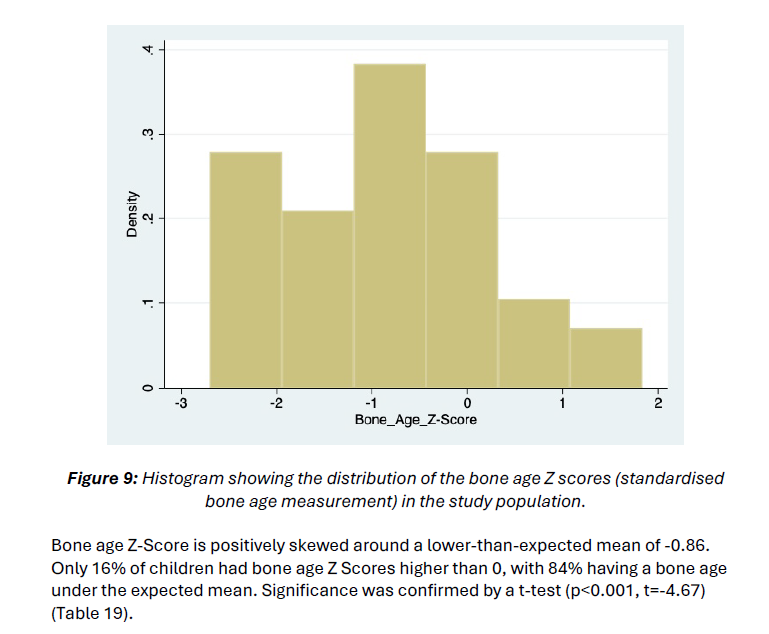 .4
.3
.2
.1
0
Density
-3 -2 -1 0 1 2
Bone_Age_Z-Score
Figure 9: Histogram showing the distribution of the bone age Z scores (standardised
bone age measurement) in the study population.
Bone age Z-Score is positively skewed around a lower-than-expected mean of -0.86.
Only 16% of children had bone age Z Scores higher than 0, with 84% having a bone age
under the expected mean. Significance was confirmed by a t-test (p<0.001, t=-4.67)
(Table 19).